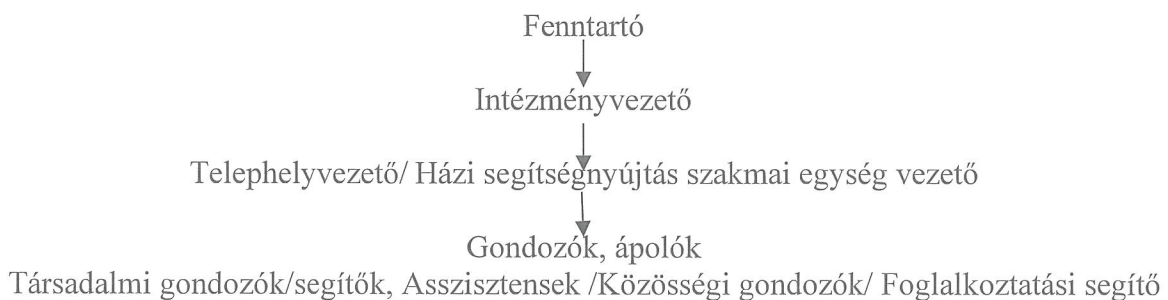 Fenntartó
Intézményvezető
Telephelyvezető/ Házi segítségnyújtás szakmai egység vezető
Gondozók, ápolók
Társadalmi gondozók/segítők, Asszisztensek /Közösségi gondozók/ Foglalkoztatási segítő